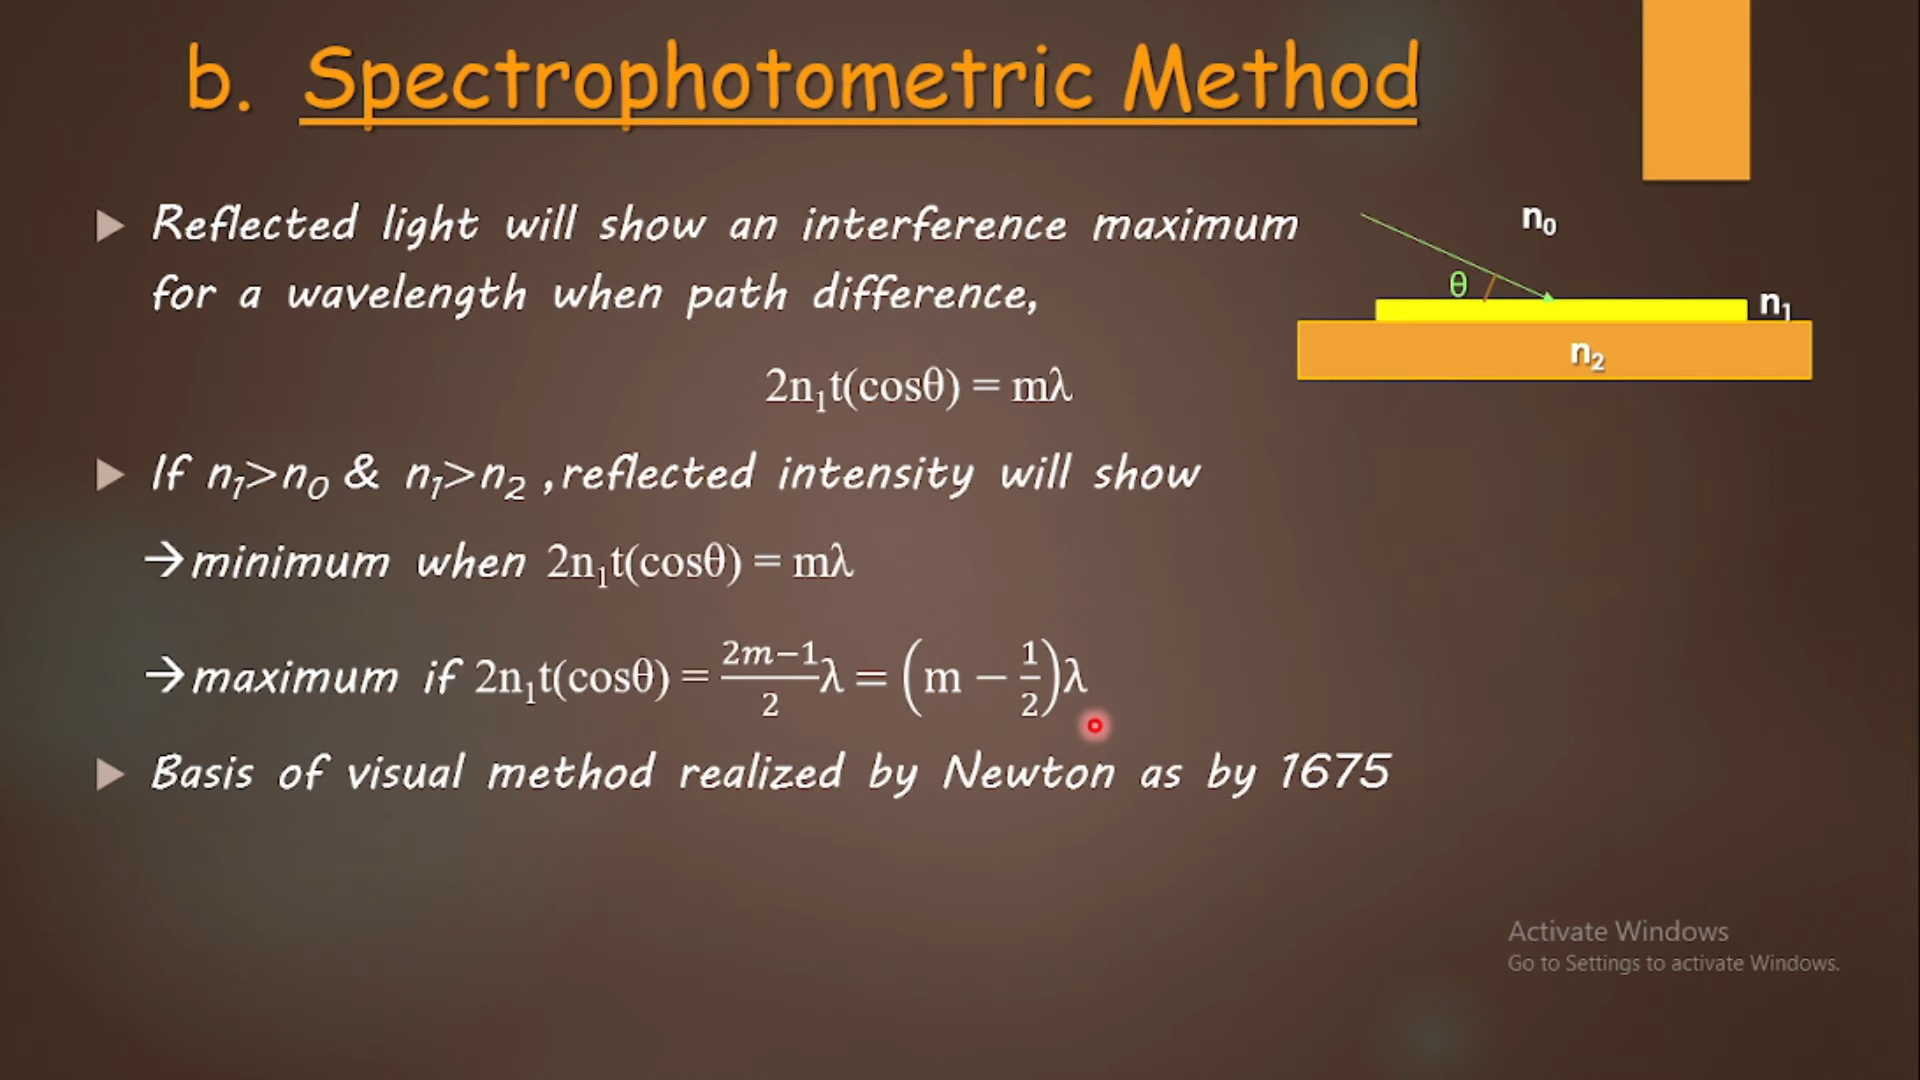 b. Spectrophotometric Method
Reflected light will show an interference maximum
for a wavelength when path difference,
2n₁t(cosθ) = mλ
n₀
θ
n₁
n₂
If n₁>n₀ & n₁>n₂ ,reflected intensity will show
→minimum when 2n₁t(cosθ) = mλ
→maximum if 2n₁t(cosθ) = \frac{2m−1}{2}λ = (m − \frac{1}{2})λ
Basis of visual method realized by Newton as by 1675
Activate Windows
Go to Settings to activate Windows.